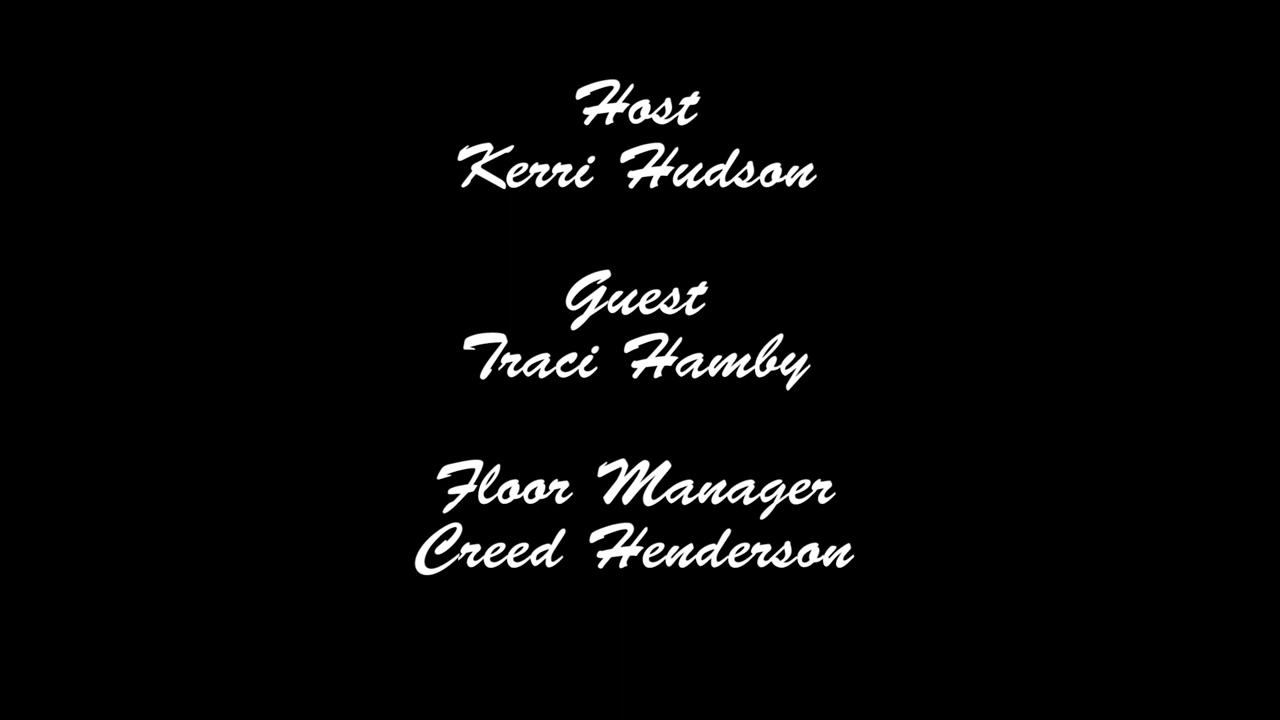 Host
Kerri Hudson
Guest
Traci Hamby
Floor Manager
Creed Henderson